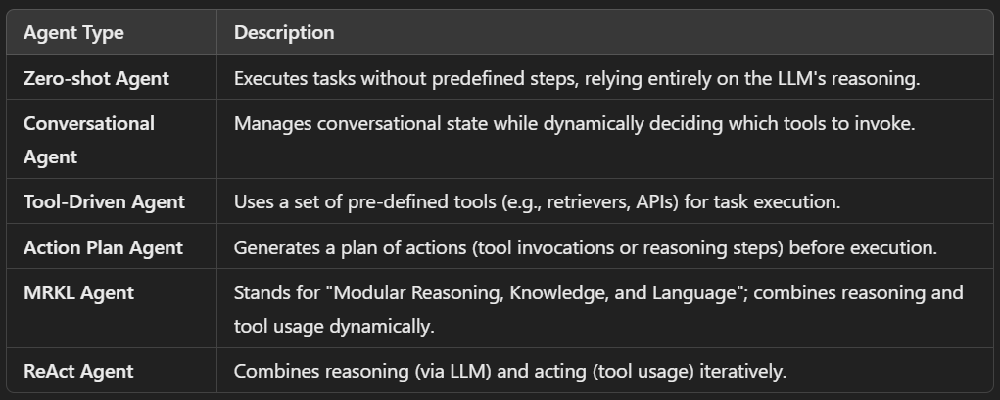 Agent Type Description
Zero-shot Agent Executes tasks without predefined steps, relying entirely on the LLM's reasoning.
Conversational Manages conversational state while dynamically deciding which tools to invoke.
Agent
Tool-Driven Agent Uses a set of pre-defined tools (e.g., retrievers, APIs) for task execution.
Action Plan Agent Generates a plan of actions (tool invocations or reasoning steps) before execution.
MRKL Agent Stands for "Modular Reasoning, Knowledge, and Language"; combines reasoning and
tool usage dynamically.
ReAct Agent Combines reasoning (via LLM) and acting (tool usage) iteratively.